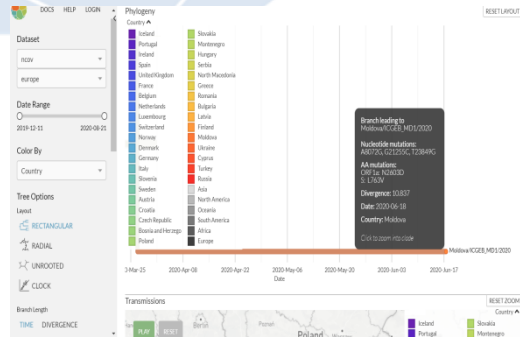 DOCS HELP LOGIN
Dataset
ncov
europe
Date Range
2019-12-11 2020-08-21
Color By
Country
Tree Options
Layout
RECTANGULAR
RADIAL
UNROOTED
CLOCK
Branch Length
TIME DIVERGENCE
Phylogeny
RESET LAYOUT
Country
Iceland
Portugal
Ireland
Spain
United Kingdom
France
Belgium
Netherlands
Luxembourg
Switzerland
Norway
Denmark
Germany
Italy
Slovenia
Sweden
Austria
Croatia
Czech Republic
Bosnia and Herzego
Poland
Slovakia
Montenegro
Hungary
Serbia
North Macedonia
Greece
Romania
Bulgaria
Latvia
Finland
Moldova
Ukraine
Cyprus
Turkey
Russia
Asia
North America
Oceania
South America
Africa
Europe
Branch leading to
Moldova/ICGEB_MD1/2020
Nucleotide mutations:
A8072G, G21255C, T23849G
AA mutations:
ORF1a: N2603D
S: L763V
Divergence: 10.837
Date: 2020-06-18
Country: Moldova
Click to zoom into clade
Moldova/ICGEB_MD1/2020
0-Mar-25 2020-Apr-08 2020-Apr-22 2020-May-06 2020-May-20 2020-Jun-03 2020-Jun-17
Date
Transmissions
RESET ZOOM
PLAY RESET
Berlin
Poznań
Poland
Country
Iceland
Portugal
Slovakia
Montenegro